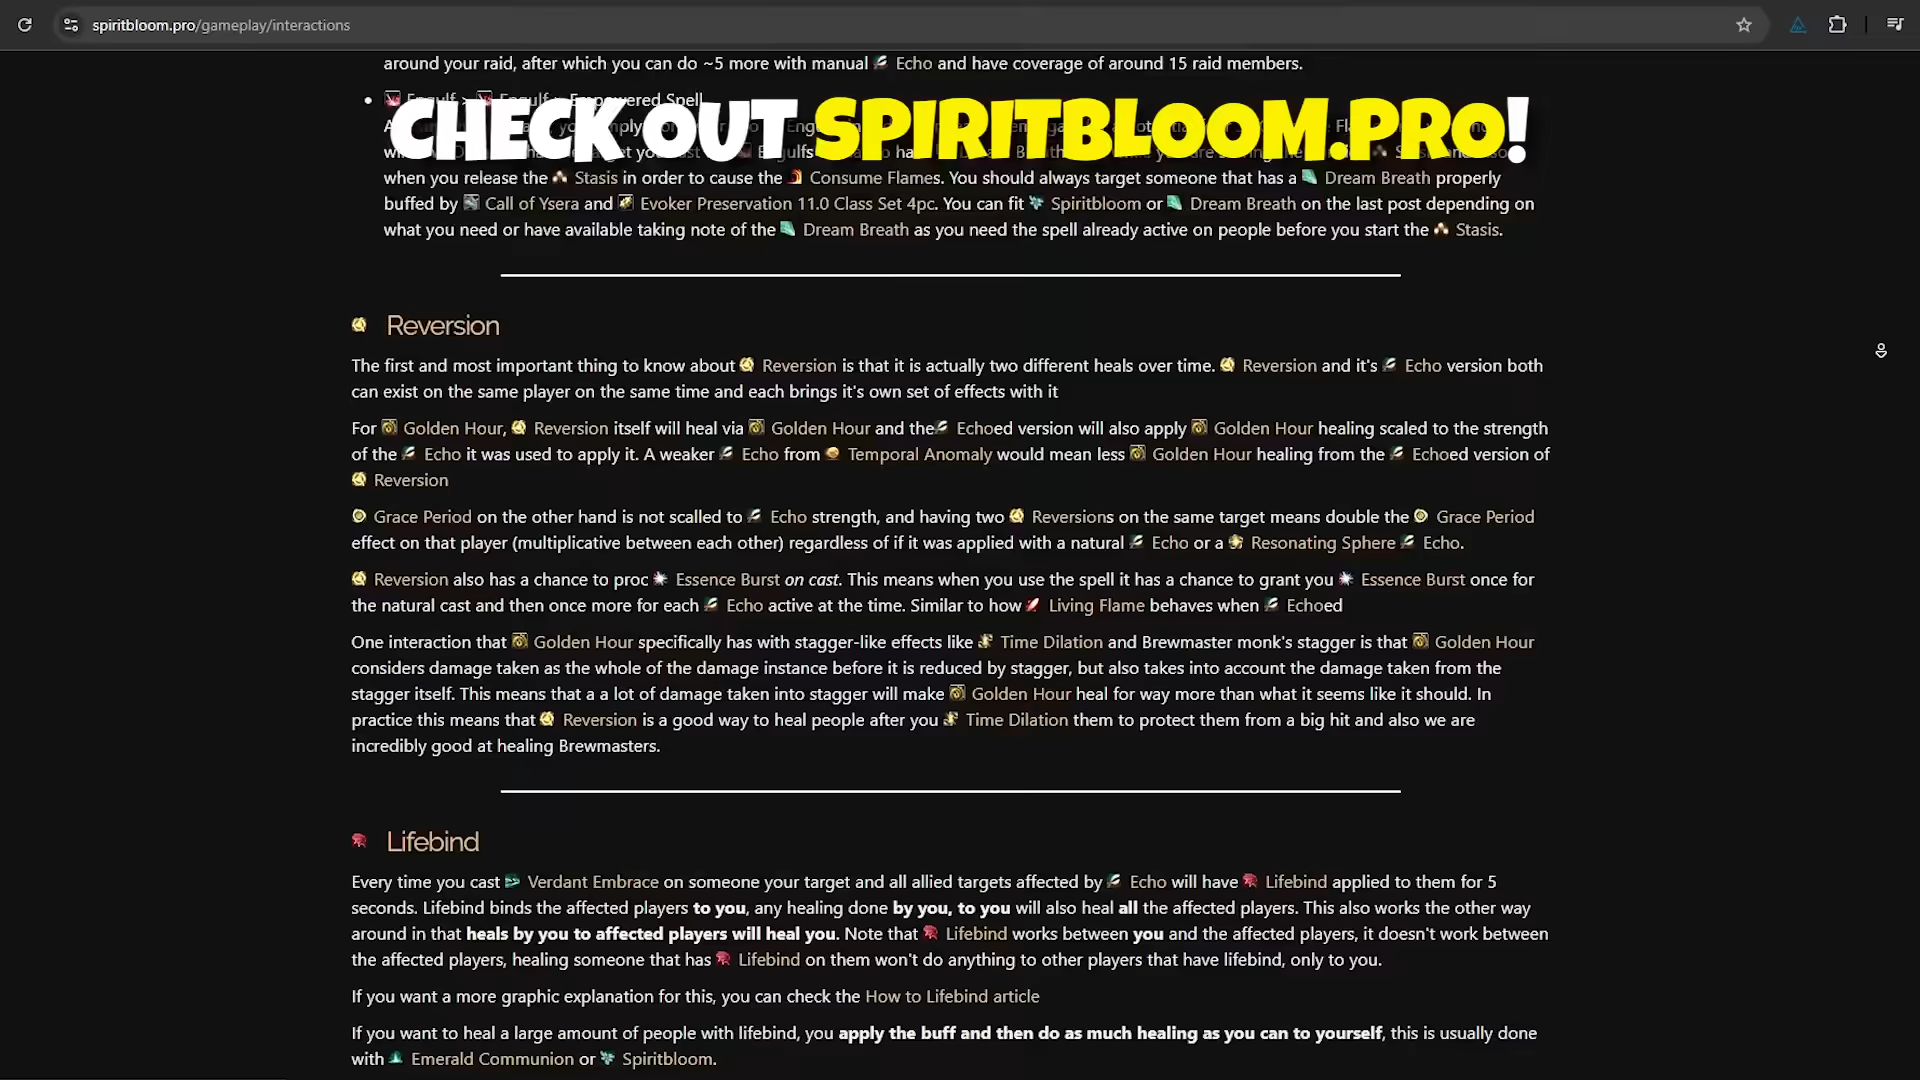 spiritbloom.pro/gameplay/interactions
around your raid, after which you can do ~5 more with manual Echo and have coverage of around 15 raid members.
Engulf > Engulf > Empowered Spell
CHECK OUT SPIRITBLOOM.PRO!
when you release the Stasis in order to cause the Consume Flames. You should always target someone that has a Dream Breath properly
buffed by Call of Ysera and Evoker Preservation 11.0 Class Set 4pc. You can fit Spiritbloom or Dream Breath on the last post depending on
what you need or have available taking note of the Dream Breath as you need the spell already active on people before you start the Stasis.
Reversion
The first and most important thing to know about Reversion is that it is actually two different heals over time. Reversion and it's Echo version both
can exist on the same player on the same time and each brings it's own set of effects with it
For Golden Hour, Reversion itself will heal via Golden Hour and the Echoed version will also apply Golden Hour healing scaled to the strength
of the Echo it was used to apply it. A weaker Echo from Temporal Anomaly would mean less Golden Hour healing from the Echoed version of
Reversion
Grace Period on the other hand is not scalled to Echo strength, and having two Reversions on the same target means double the Grace Period
effect on that player (multiplicative between each other) regardless of if it was applied with a natural Echo or a Resonating Sphere Echo.
Reversion also has a chance to proc Essence Burst on cast. This means when you use the spell it has a chance to grant you Essence Burst once for
the natural cast and then once more for each Echo active at the time. Similar to how Living Flame behaves when Echoed
One interaction that Golden Hour specifically has with stagger-like effects like Time Dilation and Brewmaster monk's stagger is that Golden Hour
considers damage taken as the whole of the damage instance before it is reduced by stagger, but also takes into account the damage taken from the
stagger itself. This means that a a lot of damage taken into stagger will make Golden Hour heal for way more than what it seems like it should. In
practice this means that Reversion is a good way to heal people after you Time Dilation them to protect them from a big hit and also we are
incredibly good at healing Brewmasters.
Lifebind
Every time you cast Verdant Embrace on someone your target and all allied targets affected by Echo will have Lifebind applied to them for 5
seconds. Lifebind binds the affected players to you, any healing done by you, to you will also heal all the affected players. This also works the other way
around in that heals by you to affected players will heal you. Note that Lifebind works between you and the affected players, it doesn't work between
the affected players, healing someone that has Lifebind on them won't do anything to other players that have lifebind, only to you.
If you want a more graphic explanation for this, you can check the How to Lifebind article
If you want to heal a large amount of people with lifebind, you apply the buff and then do as much healing as you can to yourself, this is usually done
with Emerald Communion or Spiritbloom.